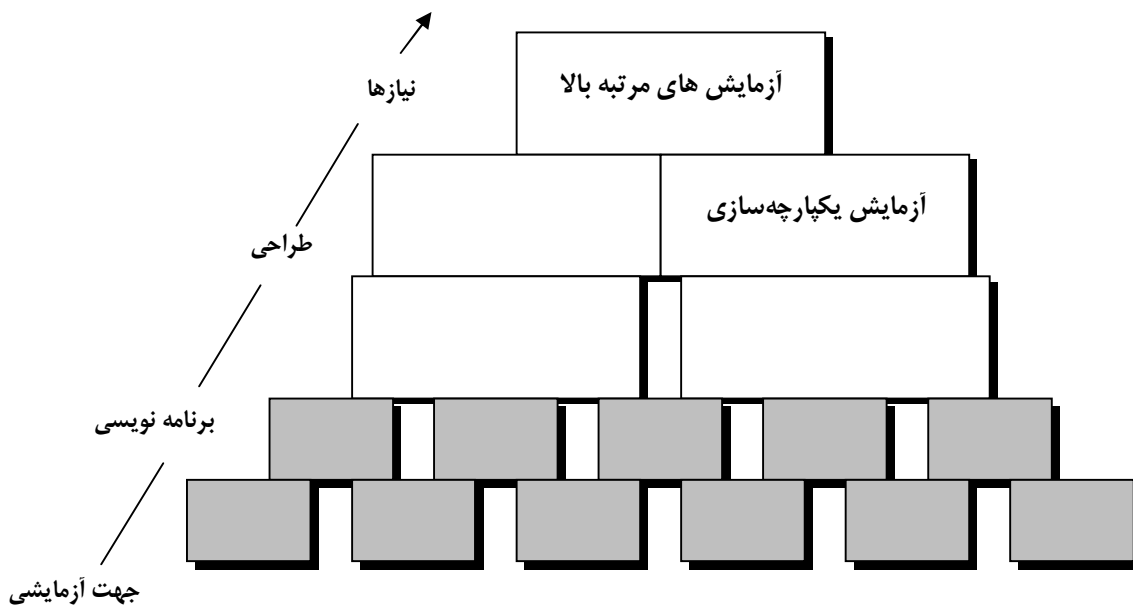 آزمایش های مرتبه بالا
نیازها
آزمایش یکپارچه‌سازی
طراحی
برنامه نویسی
جهت آزمایشی